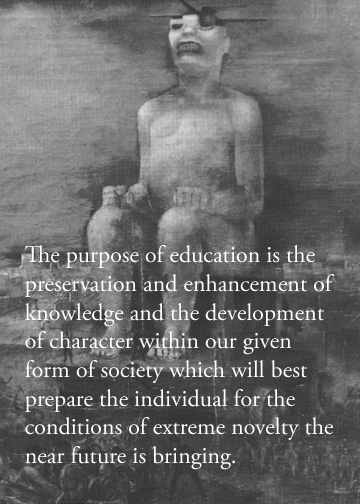 The purpose of education is the
preservation and enhancement of
knowledge and the development
of character within our given
form of society which will best
prepare the individual for the
conditions of extreme novelty the
near future is bringing.